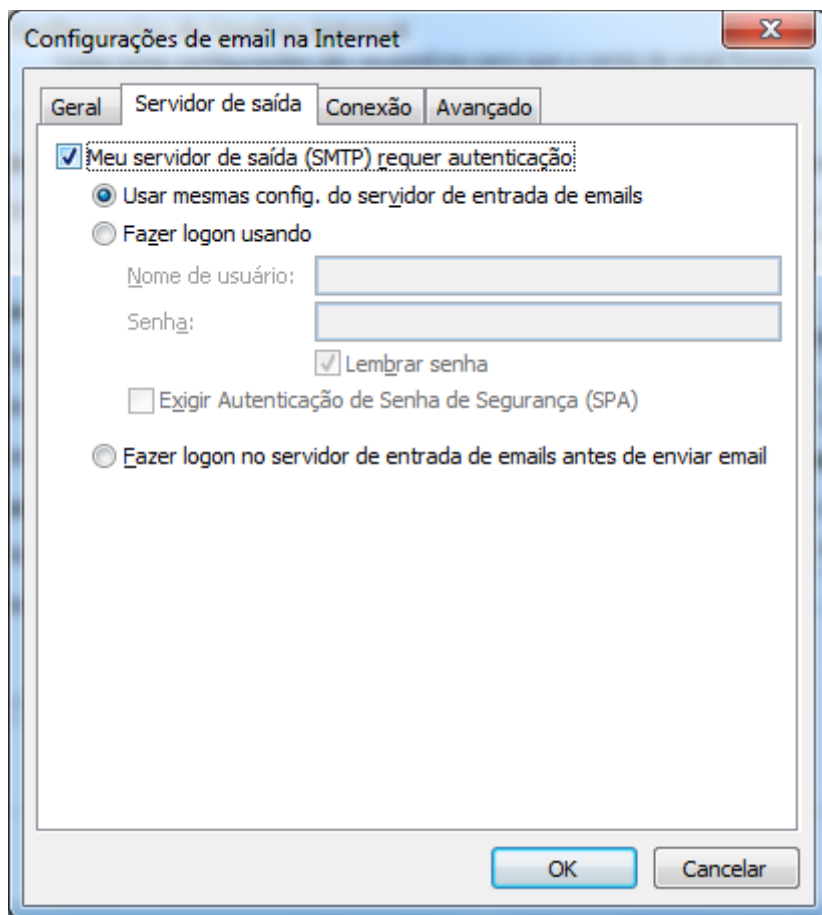 Configurações de email na Internet
Geral Servidor de saída Conexão Avançado
Meu servidor de saída (SMTP) requer autenticação
Usar mesmas config. do servidor de entrada de emails
Fazer logon usando
Nome de usuário:
Senha:
Lembrar senha
Exigir Autenticação de Senha de Segurança (SPA)
Fazer logon no servidor de entrada de emails antes de enviar email
OK Cancelar